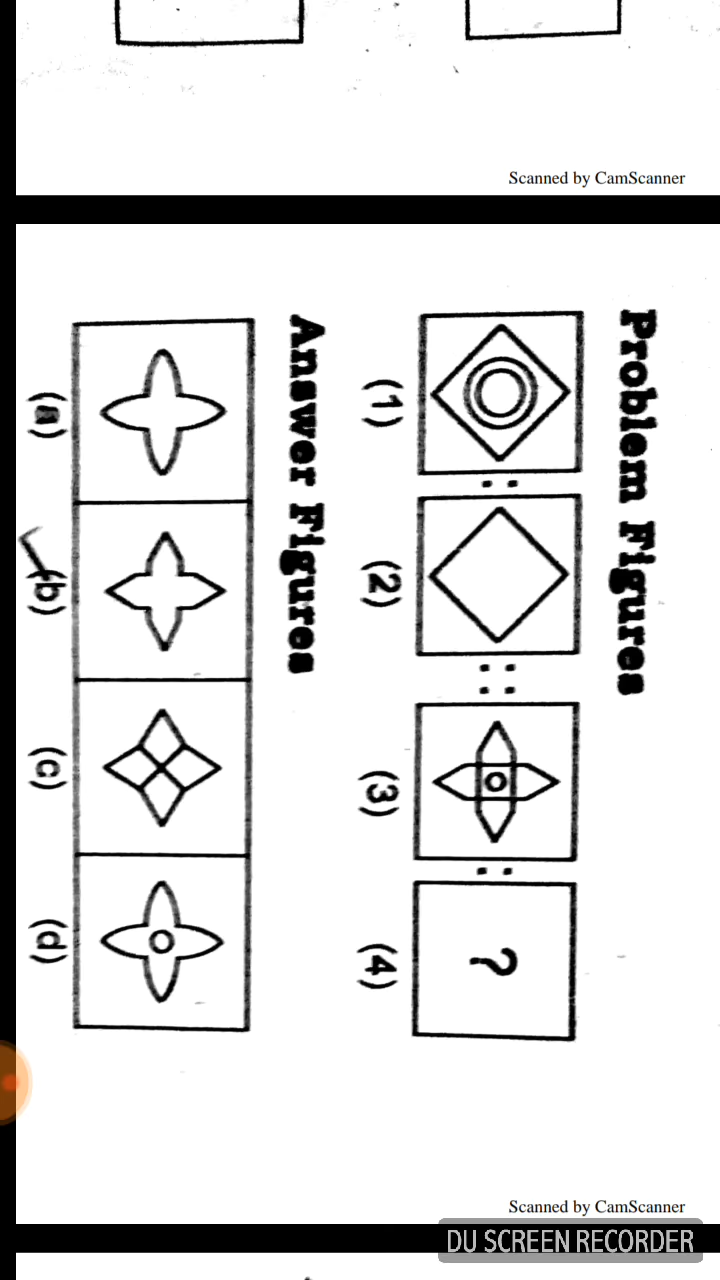 Scanned by CamScanner
Problem Figures
(1)
:
(2)
::
(3)
:
?
(4)
Answer Figures
(a)
(b)
(c)
(d)
Scanned by CamScanner
DU SCREEN RECORDER